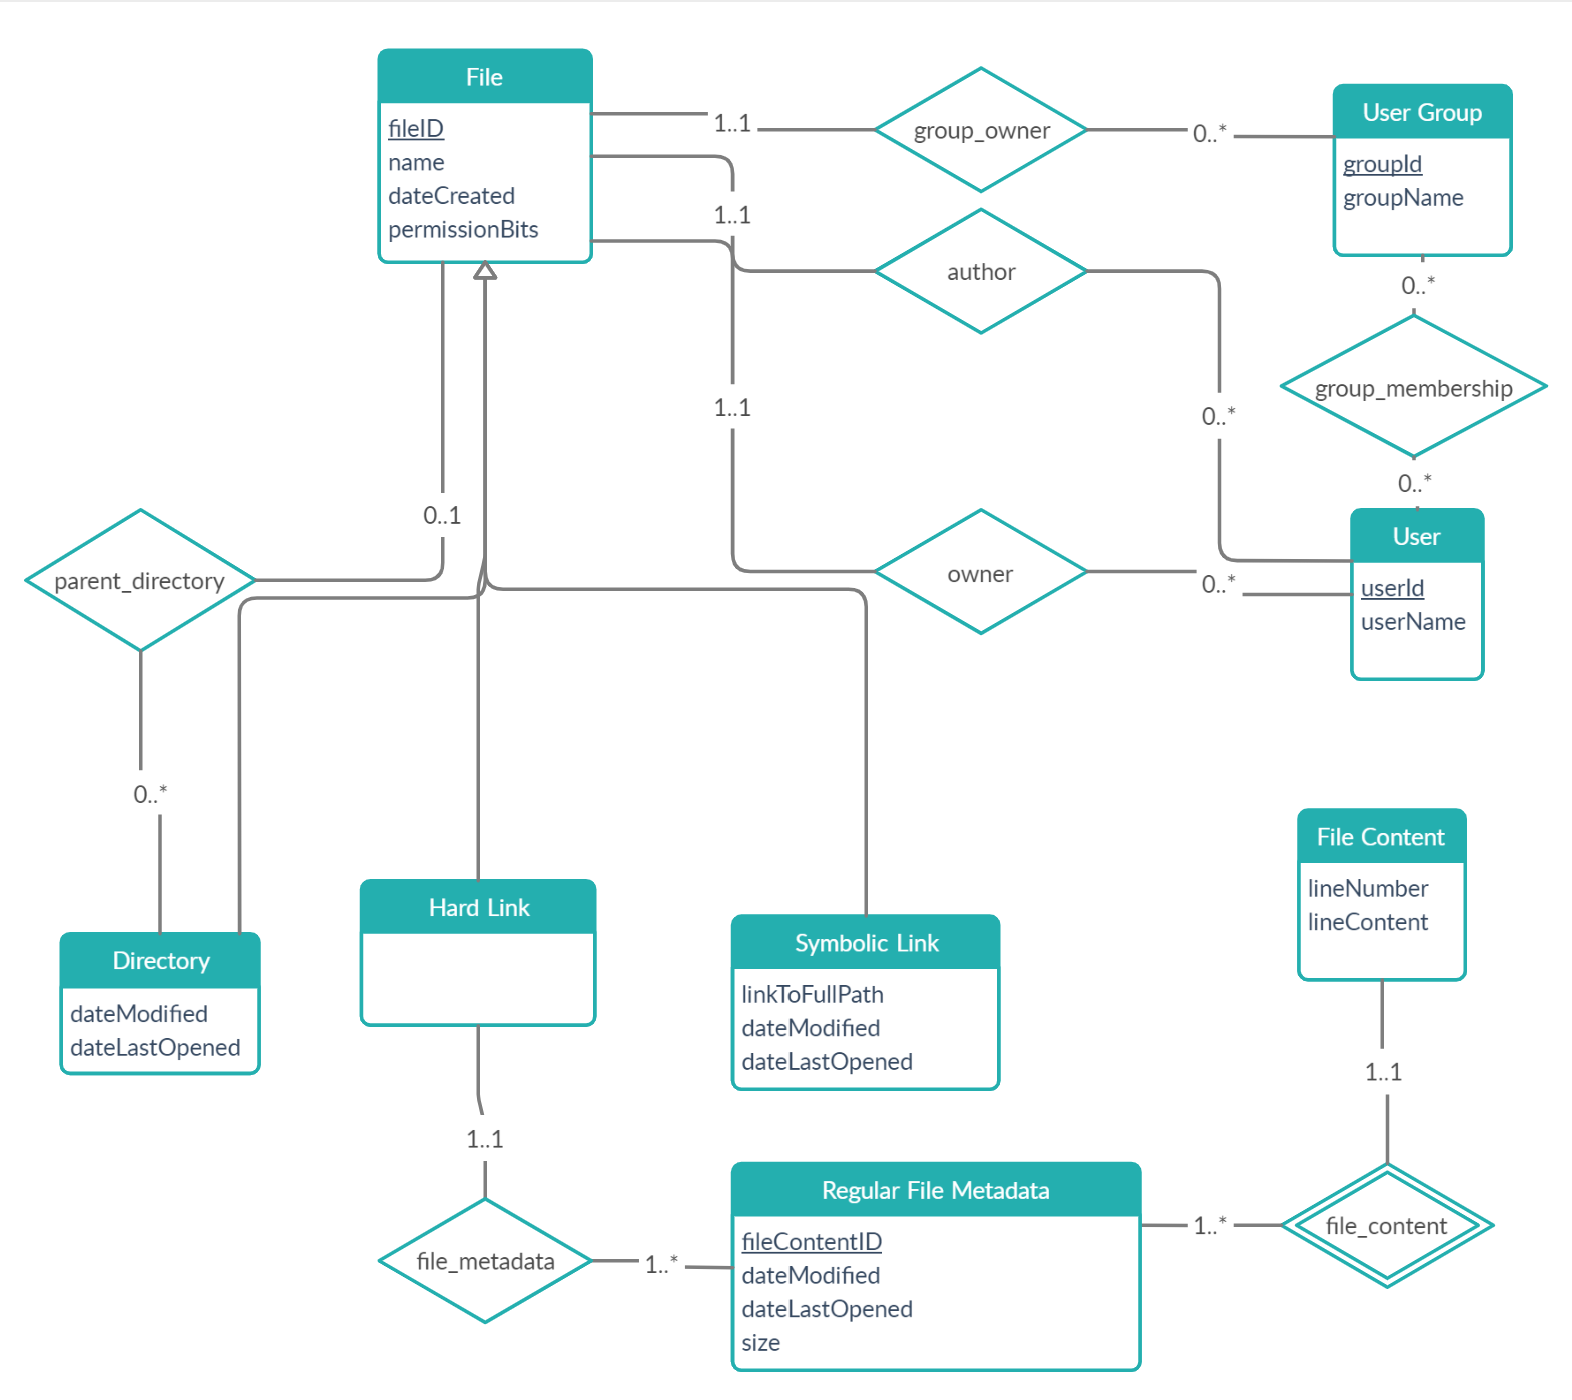 File
fileID
name
dateCreated
permissionBits
1..1
group_owner
0..*
User Group
groupId
groupName
1..1
author
0..*
0..*
group_membership
0..*
1..1
owner
0..*
User
userId
userName
0..1
parent_directory
0..*
Directory
dateModified
dateLastOpened
Hard Link
Symbolic Link
linkToFullPath
dateModified
dateLastOpened
File Content
lineNumber
lineContent
1..1
1..1
file_metadata
1..*
Regular File Metadata
fileContentID
dateModified
dateLastOpened
size
1..*
file_content